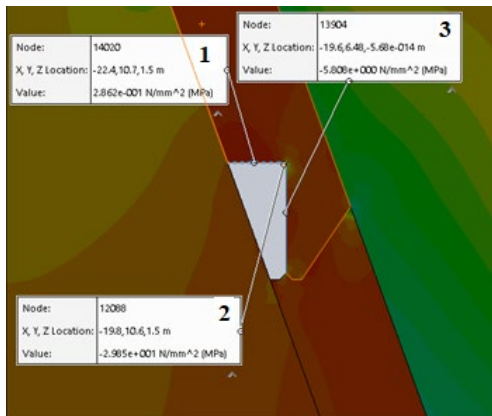 Node: 14020
X, Y, Z Location: -22.4,10.7,1.5 m
Value: 2.862e-001 N/mm^2 (MPa)
1
Node: 13904
X, Y, Z Location: -19.6,6.48,-5.68e-014 m
Value: -5.808e+000 N/mm^2 (MPa)
3
Node: 12088
X, Y, Z Location: -19.8,10.6,1.5 m
Value: -2.985e+001 N/mm^2 (MPa)
2